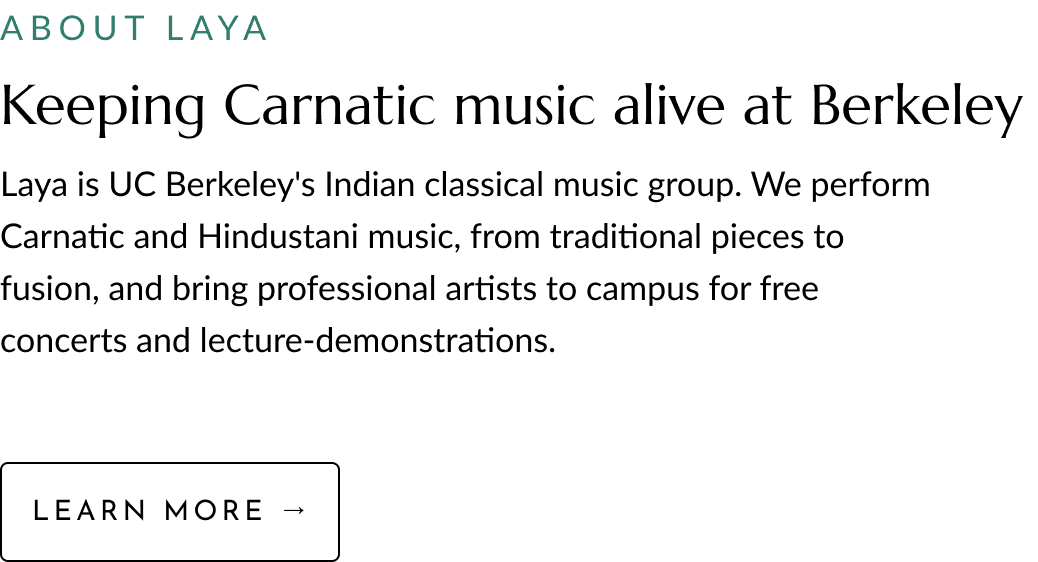 ABOUT LAYA
Keeping Carnatic music alive at Berkeley
Laya is UC Berkeley's Indian classical music group. We perform
Carnatic and Hindustani music, from traditional pieces to
fusion, and bring professional artists to campus for free
concerts and lecture-demonstrations.
LEARN MORE →